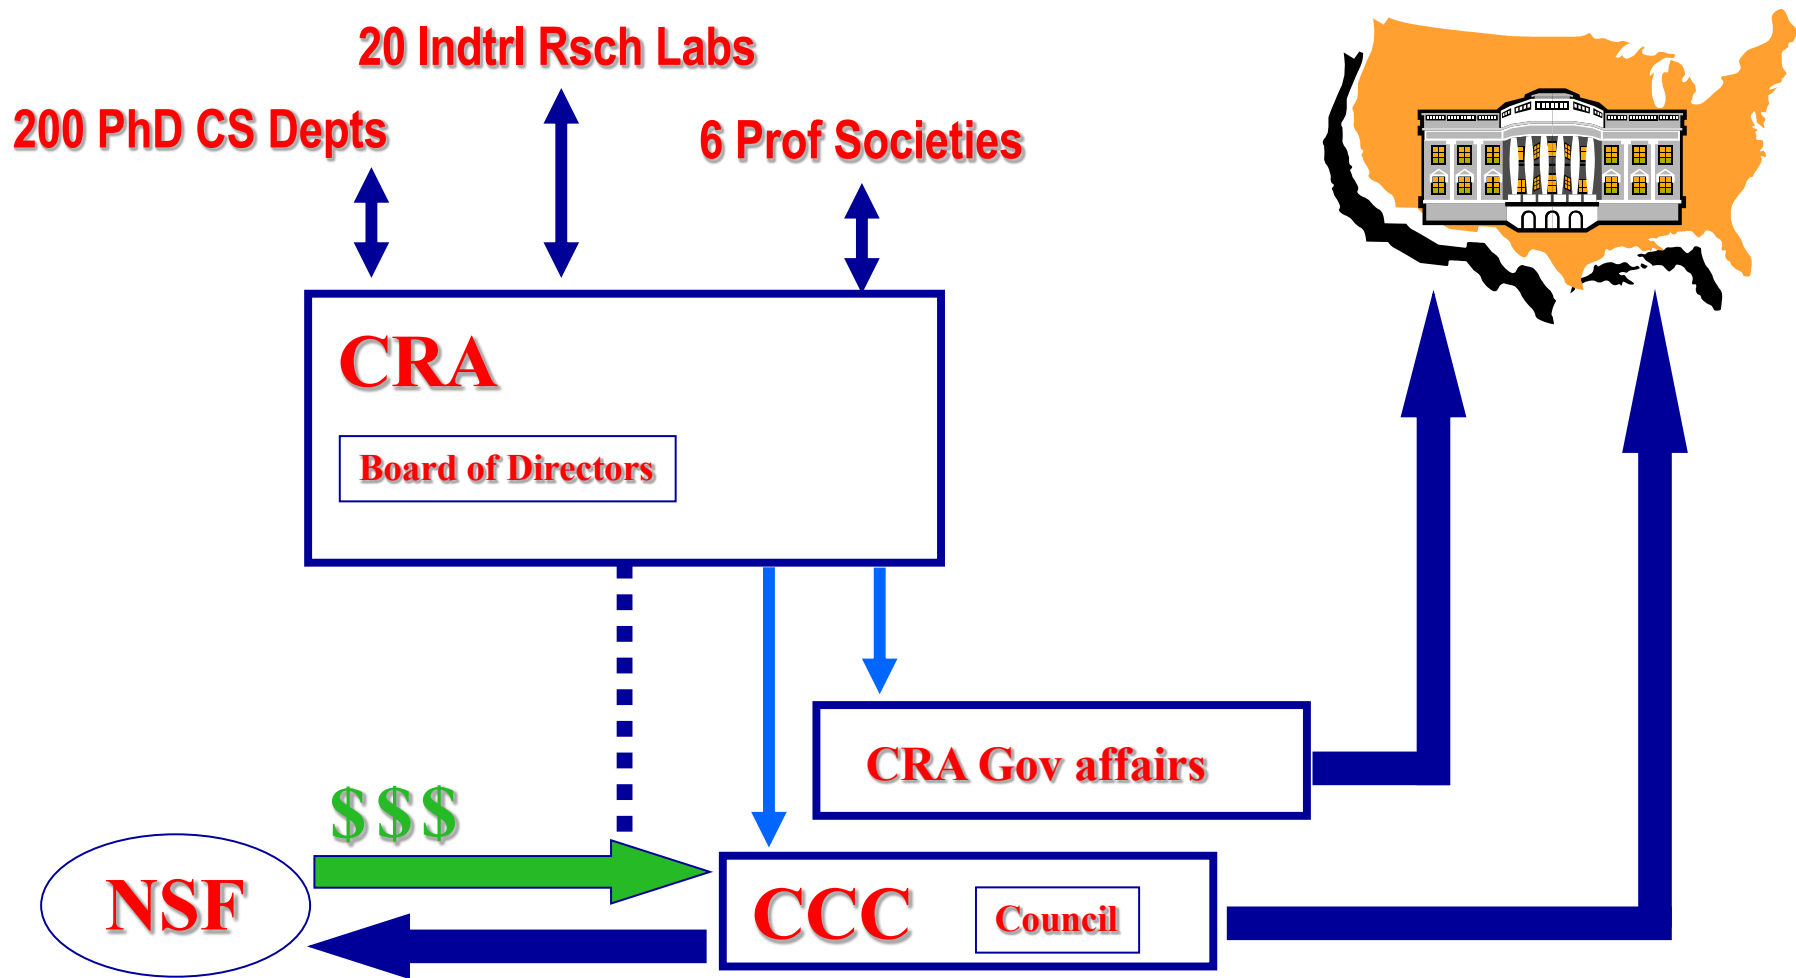 20 Indtrl Rsch Labs
200 PhD CS Depts
6 Prof Societies
CRA
Board of Directors
CRA Gov affairs
$$$
NSF
CCC
Council